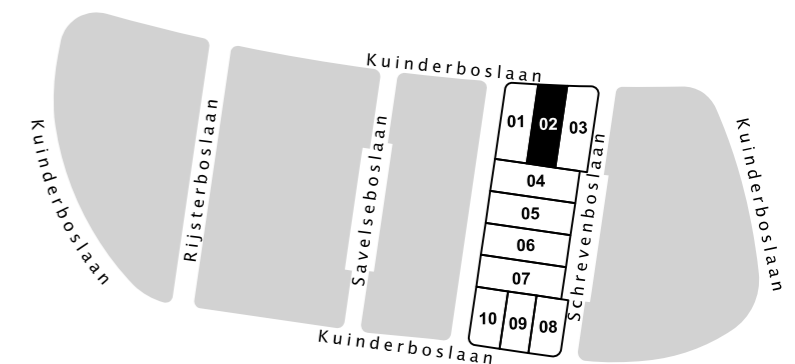 Kuinderboslaan
01
02
03
04
05
06
07
10
09
08
Kuinderboslaan
Rijsterboslaan
Savelseboslaan
Schrevenboslaan
Kuinderboslaan
Kuinderboslaan